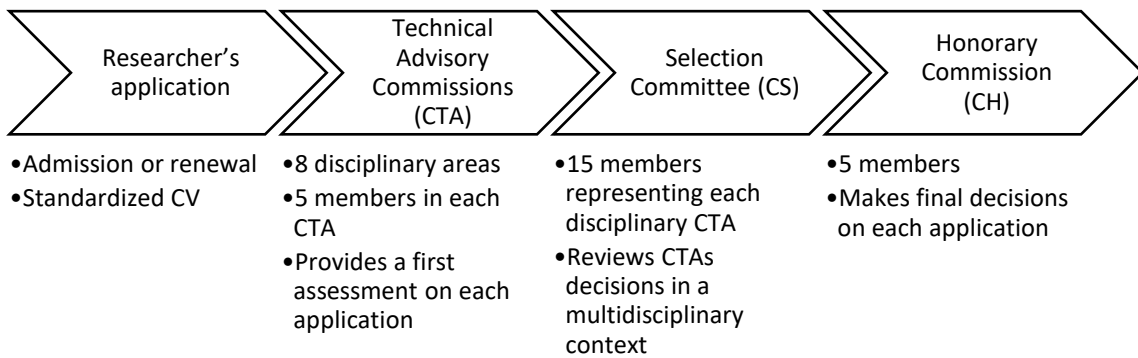 Researcher's
application
Technical
Advisory
Commissions
(CTA)
Selection
Committee (CS)
Honorary
Commission
(CH)
•Admission or renewal
•Standardized CV
•8 disciplinary areas
•5 members in each
CTA
•Provides a first
assessment on each
application
•15 members
representing each
disciplinary CTA
•Reviews CTAs
decisions in a
multidisciplinary
context
•5 members
•Makes final decisions
on each application